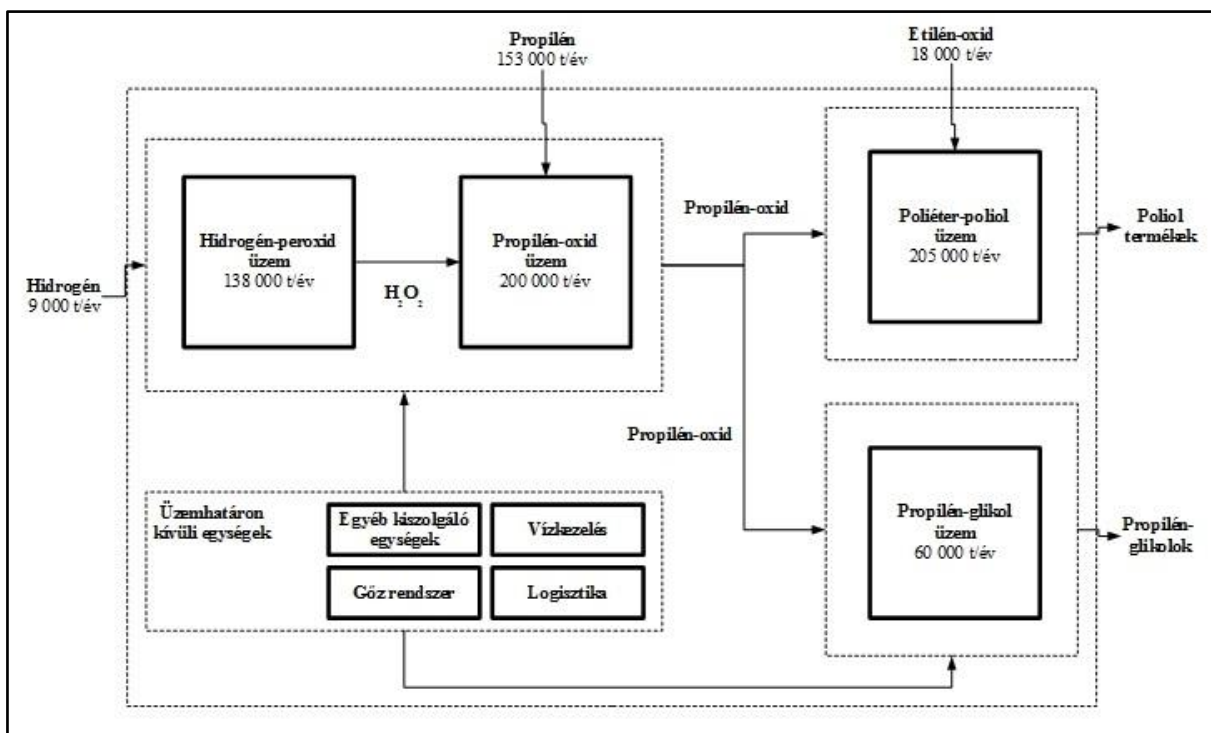 Propilén
153 000 t/év
Etilén-oxid
18 000 t/év
Hidrogén
9 000 t/év
Hidrogén-peroxid
üzem
138 000 t/év
H₂O₂
Propilén-oxid
üzem
200 000 t/év
Propilén-oxid
Poliéter-poliol
üzem
205 000 t/év
Poliol
termékek
Propilén-oxid
Propilén-glikol
üzem
60 000 t/év
Propilén-
glikolok
Üzemhatáron
kívüli egységek
Egyéb kiszolgáló
egységek
Vízkezelés
Gőz rendszer
Logisztika